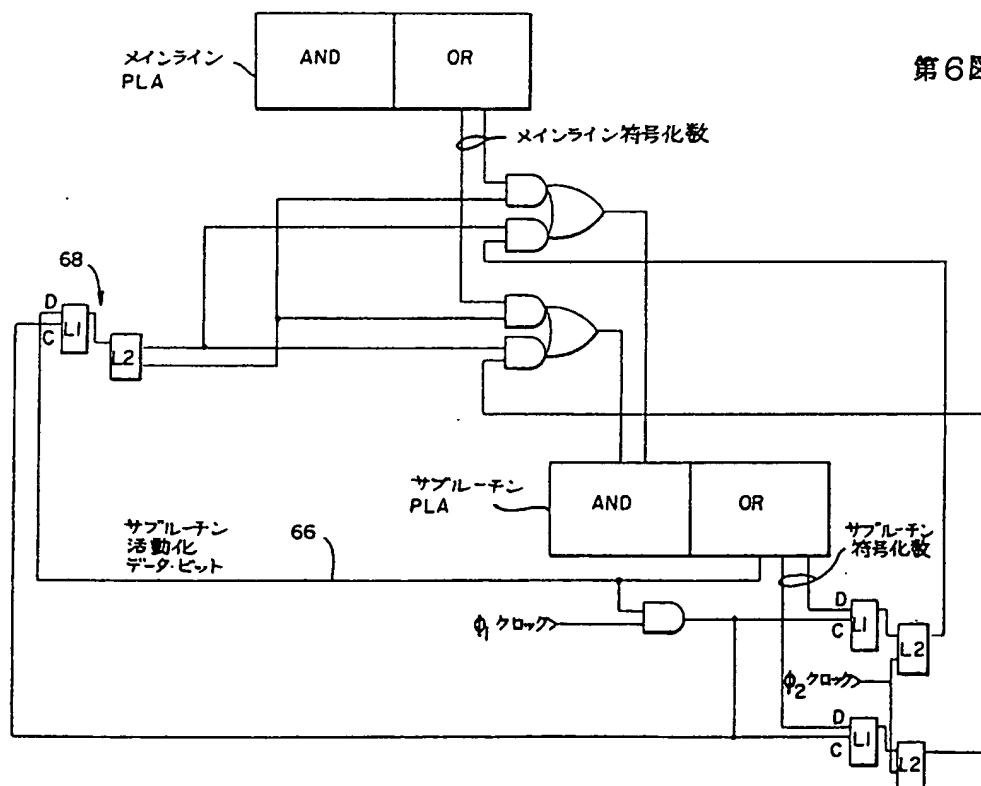 メインライン
PLA
AND
OR
第6図
メインライン符号化数
68
D
C
L1
L2
サブルーチン
PLA
AND
OR
サブルーチン
活動化
データ・ビット
66
サブルーチン
符号化数
φ1 クロック
D
C
L1
L2
φ2 クロック
D
C
L1
L2